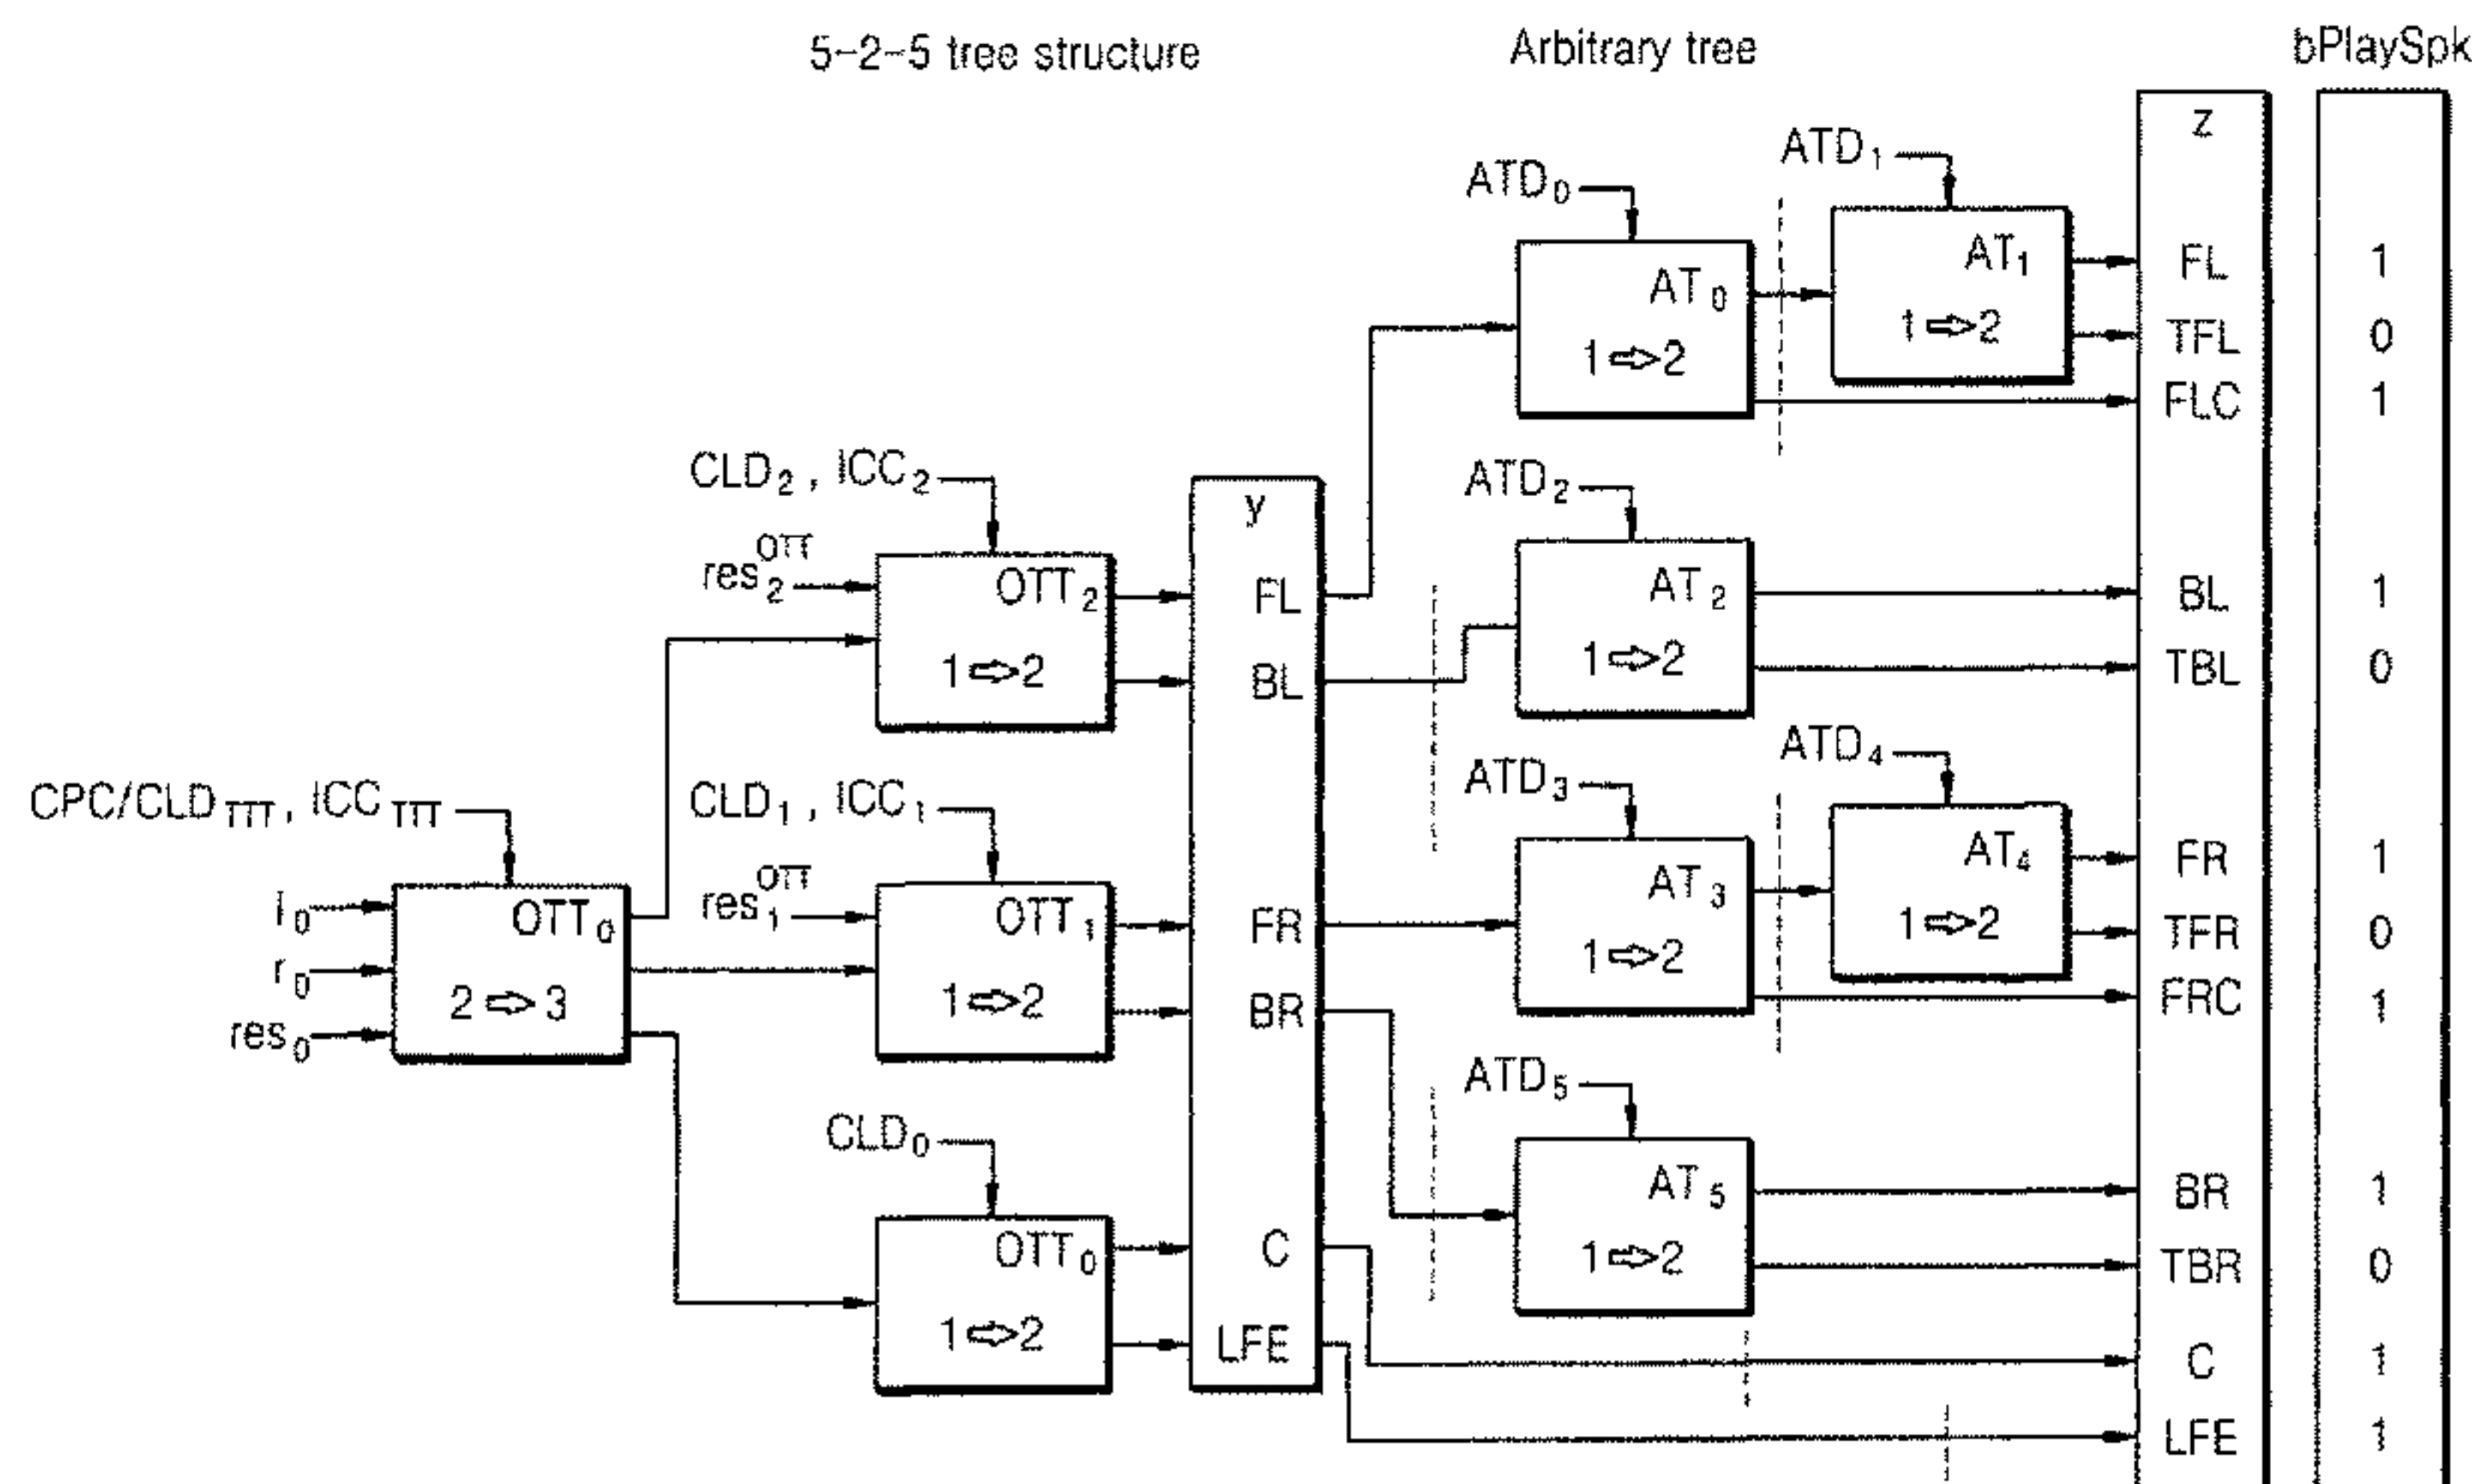 5-2-5 tree structure
Arbitrary tree
bPlaySpk
z
ATD1
ATD0
AT1
1⇨2
AT0
1⇨2
FL 1
TFL 0
FLC 1
CLD2, ICC2
res2OTT
OTT2
1⇨2
y
FL
BL
ATD2
AT2
1⇨2
BL 1
TBL 0
CPC/CLDTTT, ICCTTT
l0
r0
res0
OTT0
2⇨3
CLD1, ICC1
res1OTT
OTT1
1⇨2
FR
BR
ATD3
AT3
1⇨2
ATD4
AT4
1⇨2
FR 1
TFR 0
FRC 1
CLD0
OTT0
1⇨2
C
LFE
ATD5
AT5
1⇨2
BR 1
TBR 0
C 1
LFE 1